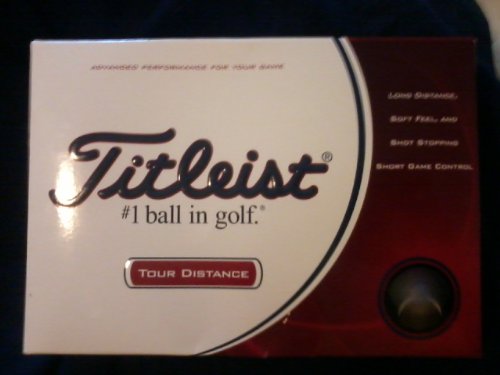 ADVANCED PERFORMANCE FOR YOUR GAME
Titleist®
#1 ball in golf.®
TOUR DISTANCE
LONG DISTANCE,
SOFT FEEL, AND
SHOT STOPPING
SHORT GAME CONTROL